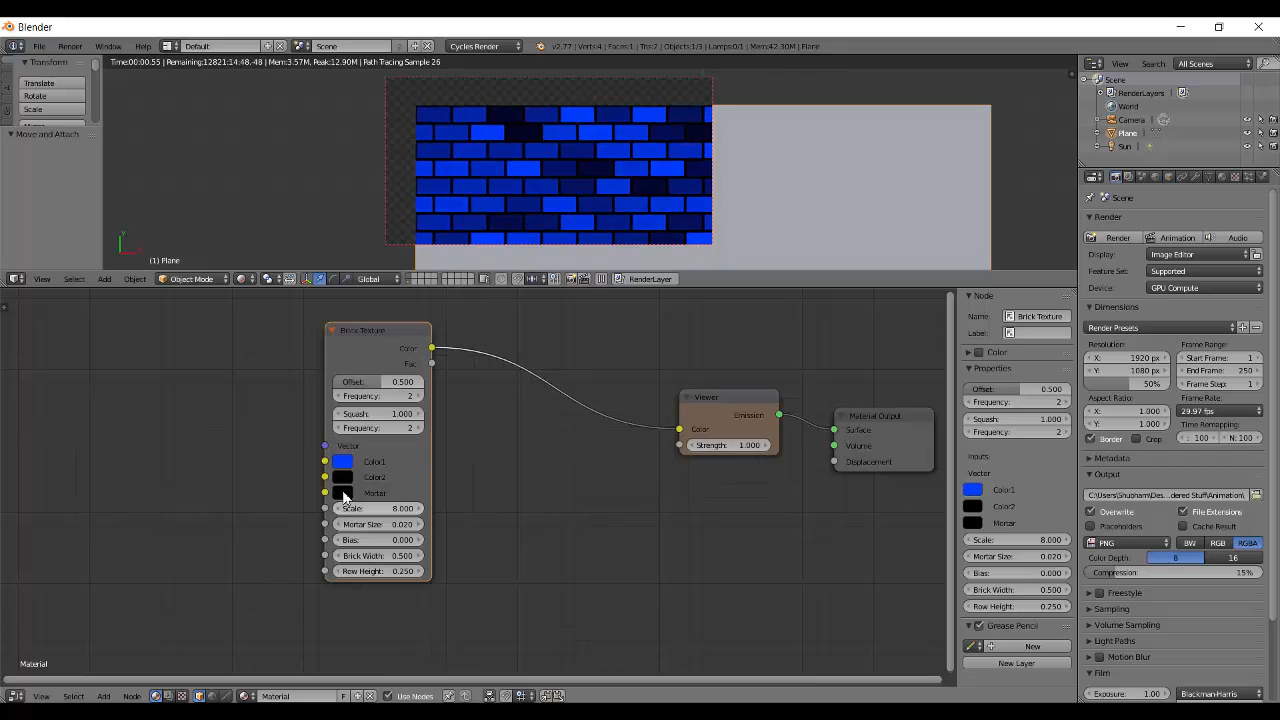 Blender
File Render Window Help Default Scene Cycles Render v2.77 | Verts:4 | Faces:1 | Tris:2 | Objects:1/3 | Lamps:0/1 | Mem:42.30M | Plane
Time:00:00.55 | Remaining:12821:14:48.48 | Mem:3.57M, Peak:12.90M | Path Tracing Sample 26
Transform
Translate
Rotate
Scale
Move and Attach
(1) Plane
View Select Add Object Object Mode Global RenderLayer
View Search All Scenes
Scene
RenderLayers
World
Camera
Plane
Sun
Scene
Render
Render Animation Audio
Display: Image Editor
Feature Set: Supported
Device: GPU Compute
Dimensions
Render Presets
Resolution: Frame Range:
X: 1920 px Start Frame: 1
Y: 1080 px End Frame: 250
50% Frame Step: 1
Aspect Ratio: Frame Rate:
X: 1.000 29.97 fps
Y: 1.000 Time Remapping:
Border Crop : 100 N: 100
Metadata
Output
C:\Users\Shubham\Des...dered Stuff\Animation\
Overwrite File Extensions
Placeholders Cache Result
PNG BW RGB RGBA
Color Depth: 8 16
Compression: 15%
Freestyle
Sampling
Volume Sampling
Light Paths
Motion Blur
Film
Exposure: 1.00 Blackman-Harris
Brick Texture
Color
Fac
Offset: 0.500
Frequency: 2
Squash: 1.000
Frequency: 2
Vector
Color1
Color2
Mortar
Scale: 8.000
Mortar Size: 0.020
Bias: 0.000
Brick Width: 0.500
Row Height: 0.250
Viewer
Emission
Color
Strength: 1.000
Material Output
Surface
Volume
Displacement
Node
Name: Brick Texture
Label:
Color
Properties
Offset: 0.500
Frequency: 2
Squash: 1.000
Frequency: 2
Inputs:
Vector
Color1
Color2
Mortar
Scale: 8.000
Mortar Size: 0.020
Bias: 0.000
Brick Width: 0.500
Row Height: 0.250
Grease Pencil
New
New Layer
Material
View Select Add Node Material F Use Nodes